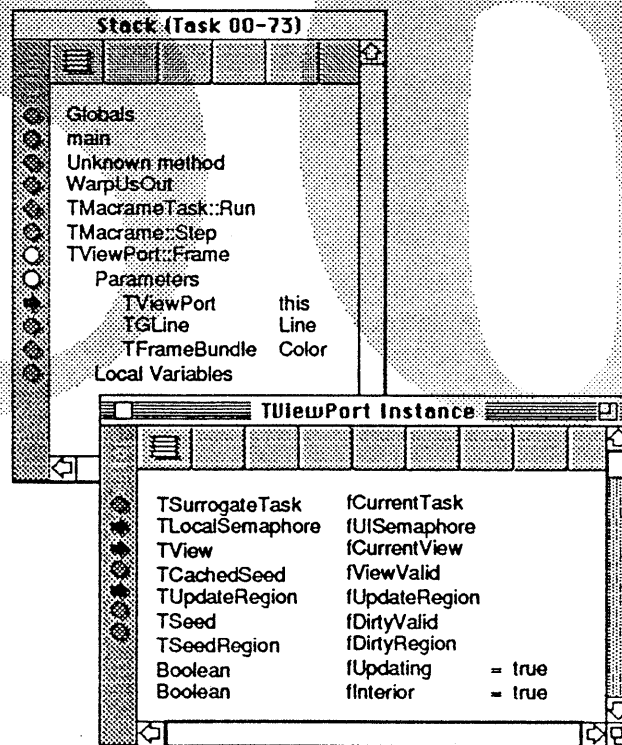 Stack (Task 00-73)
Globals
main
Unknown method
WarpUsOut
TMacrameTask::Run
TMacrame::Step
TViewPort::Frame
Parameters
TViewPort this
TGLine Line
TFrameBundle Color
Local Variables
TViewPort Instance
TSurrogateTask fCurrentTask
TLocalSemaphore fUISemaphore
TView fCurrentView
TCachedSeed fViewValid
TUpdateRegion fUpdateRegion
TSeed fDirtyValid
TSeedRegion fDirtyRegion
Boolean fUpdating = true
Boolean fInterior = true